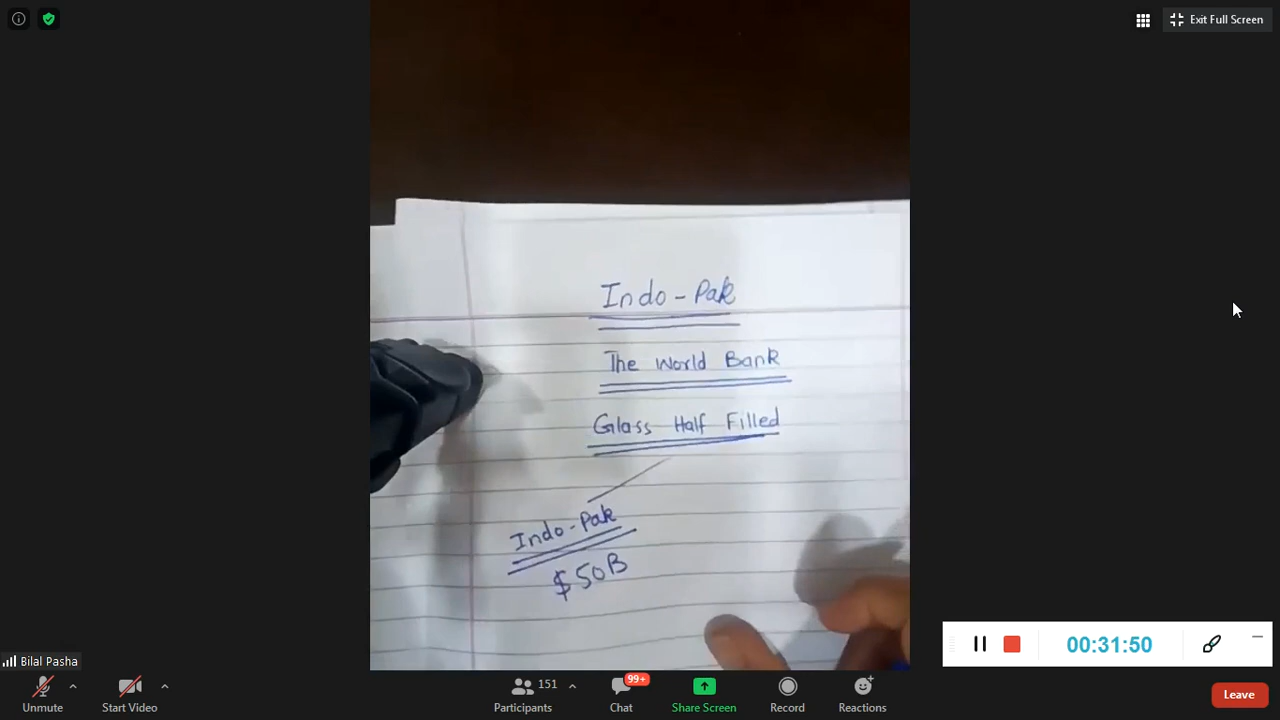 Exit Full Screen
Indo-Pak
The World Bank
Glass Half Filled
Indo-Pak
$50B
00:31:50
Bilal Pasha
151
99+
Unmute
Start Video
Participants
Chat
Share Screen
Record
Reactions
Leave